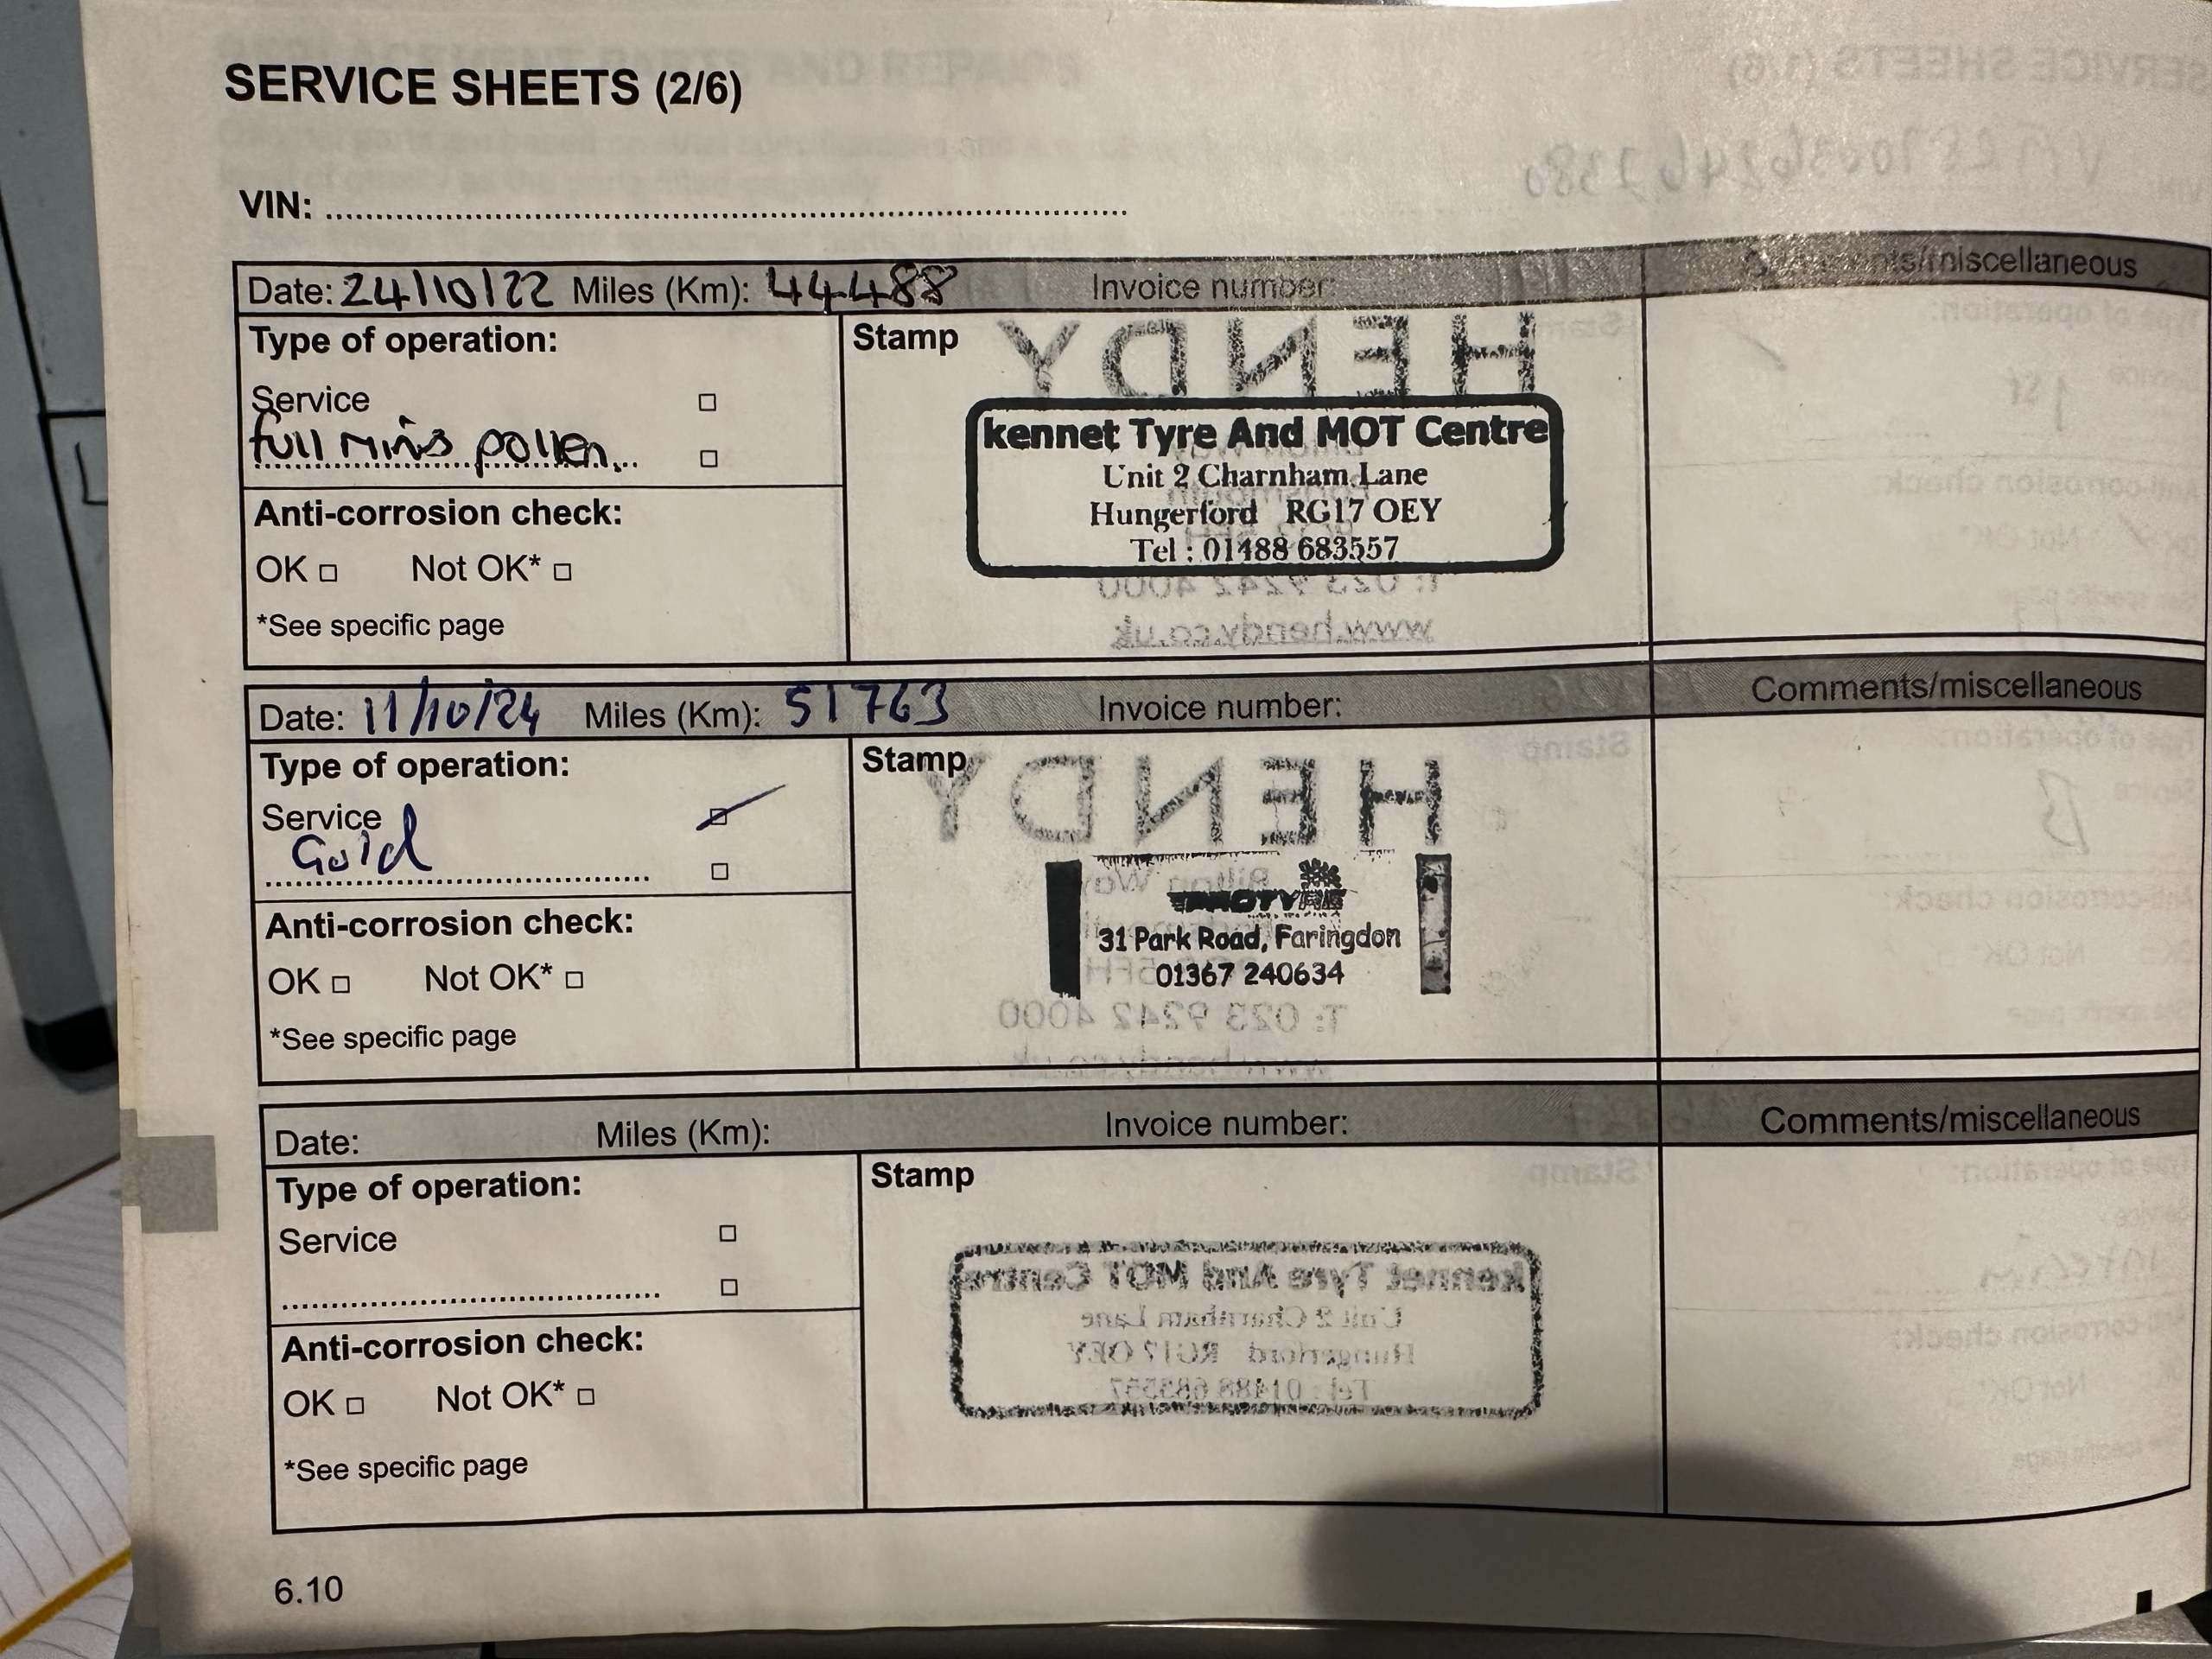 SERVICE SHEETS (2/6)
VIN:
Date: 24/10/22 Miles (Km): 44488 Invoice number:
Comments/miscellaneous
Type of operation:
Service
full mins pollen
Anti-corrosion check:
OK Not OK*
*See specific page
Stamp
kennet Tyre And MOT Centre
Unit 2 Charnham Lane
Hungerford RG17 OEY
Tel : 01488 683557
Date: 11/10/24 Miles (Km): 51763 Invoice number:
Comments/miscellaneous
Type of operation:
Service
Gold
Anti-corrosion check:
OK Not OK*
*See specific page
Stamp
PROTYRE
31 Park Road, Faringdon
01367 240634
Date: Miles (Km): Invoice number:
Comments/miscellaneous
Type of operation:
Service
Anti-corrosion check:
OK Not OK*
*See specific page
Stamp
6.10